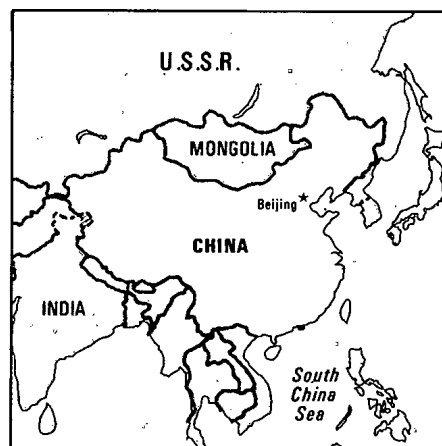 U.S.S.R.
MONGOLIA
Beijing
CHINA
INDIA
South
China
Sea